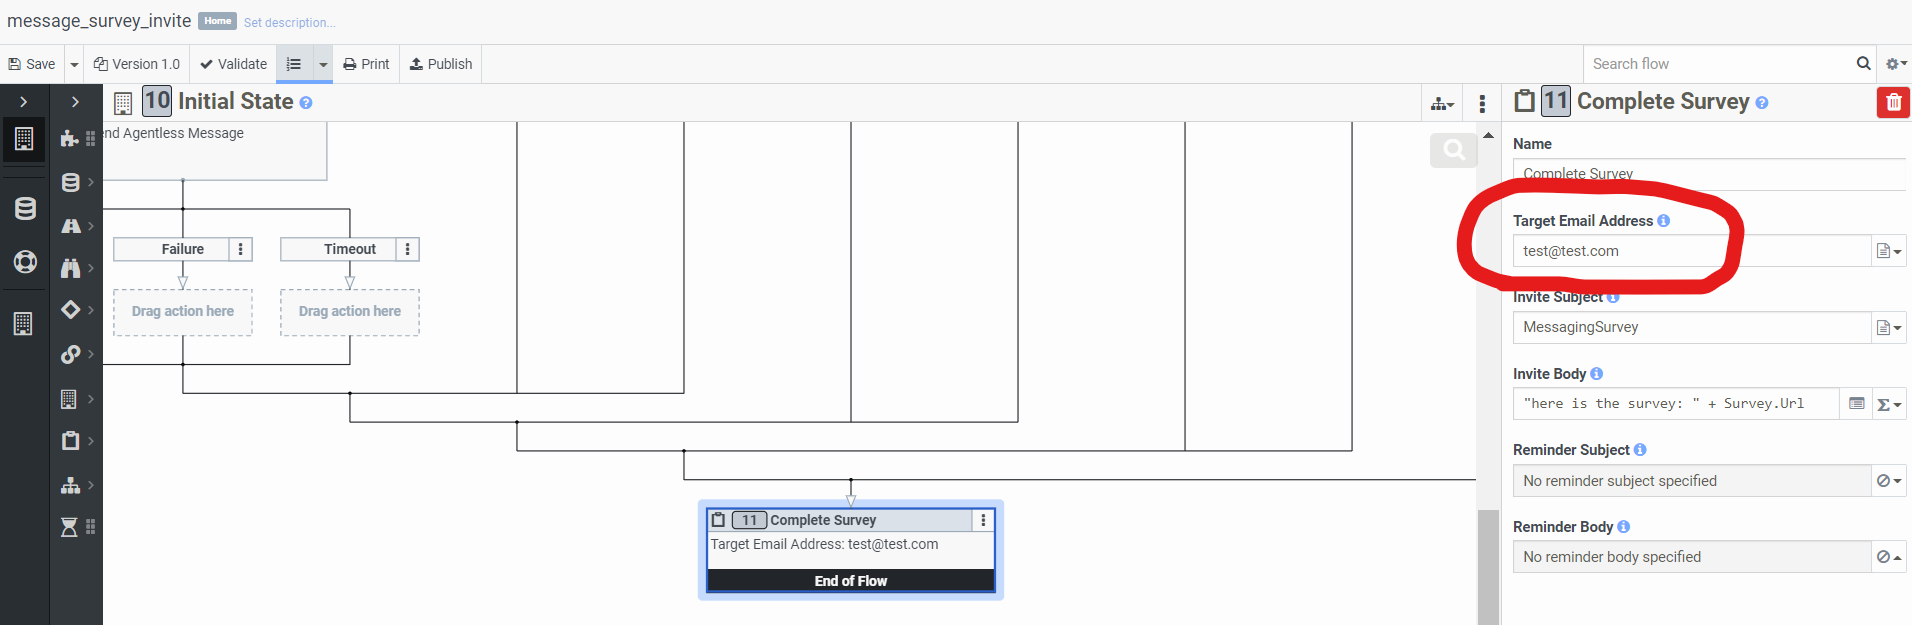 message_survey_invite Home Set description...
Save Version 1.0 Validate Print Publish Search flow
10 Initial State
nd Agentless Message
Failure Timeout
Drag action here Drag action here
11 Complete Survey
Target Email Address: test@test.com
End of Flow
11 Complete Survey
Name
Complete Survey
Target Email Address
test@test.com
Invite Subject
MessagingSurvey
Invite Body
"here is the survey: " + Survey.Url
Reminder Subject
No reminder subject specified
Reminder Body
No reminder body specified